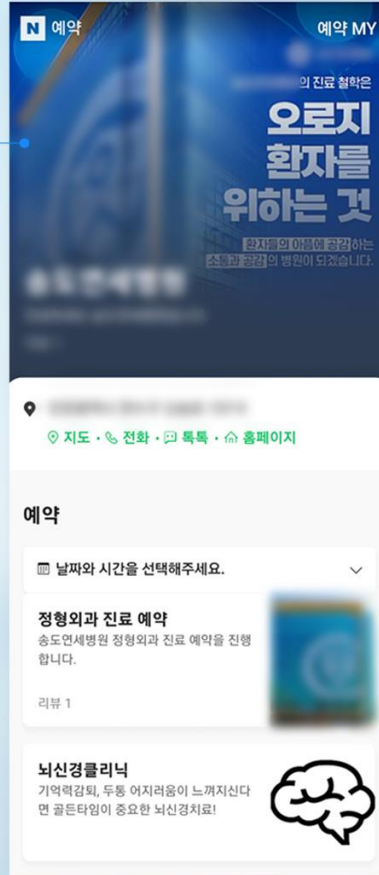 N 예약
예약 MY
의 진료 철학은
오로지
환자를
위하는 것
환자들의 아픔에 공감하는
소통과 공감의 병원이 되겠습니다.
지도 · 전화 · 톡톡 · 홈페이지
예약
날짜와 시간을 선택해주세요.
정형외과 진료 예약
송도연세병원 정형외과 진료 예약을 진행
합니다.
리뷰 1
뇌신경클리닉
기억력감퇴, 두통 어지러움이 느껴지신다
면 골든타임이 중요한 뇌신경치료!